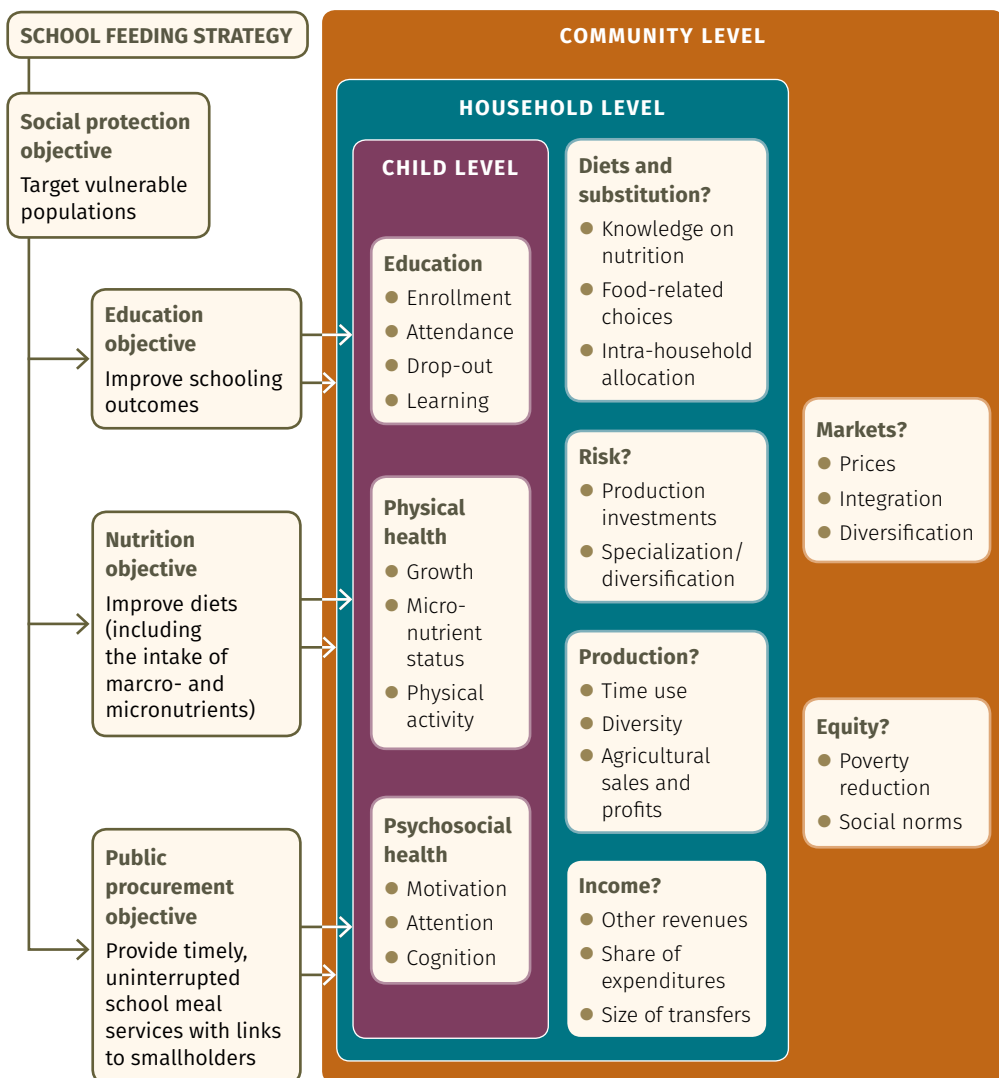 SCHOOL FEEDING STRATEGY
Social protection
objective
Target vulnerable
populations
Education
objective
Improve schooling
outcomes
Nutrition
objective
Improve diets
(including
the intake of
marcro- and
micronutrients)
Public
procurement
objective
Provide timely,
uninterrupted
school meal
services with links
to smallholders
COMMUNITY LEVEL
HOUSEHOLD LEVEL
CHILD LEVEL
Education
● Enrollment
● Attendance
● Drop-out
● Learning
Physical
health
● Growth
● Micro-
nutrient
status
● Physical
activity
Psychosocial
health
● Motivation
● Attention
● Cognition
Diets and
substitution?
● Knowledge on
nutrition
● Food-related
choices
● Intra-household
allocation
Risk?
● Production
investments
● Specialization/
diversification
Production?
● Time use
● Diversity
● Agricultural
sales and
profits
Income?
● Other revenues
● Share of
expenditures
● Size of transfers
Markets?
● Prices
● Integration
● Diversification
Equity?
● Poverty
reduction
● Social norms